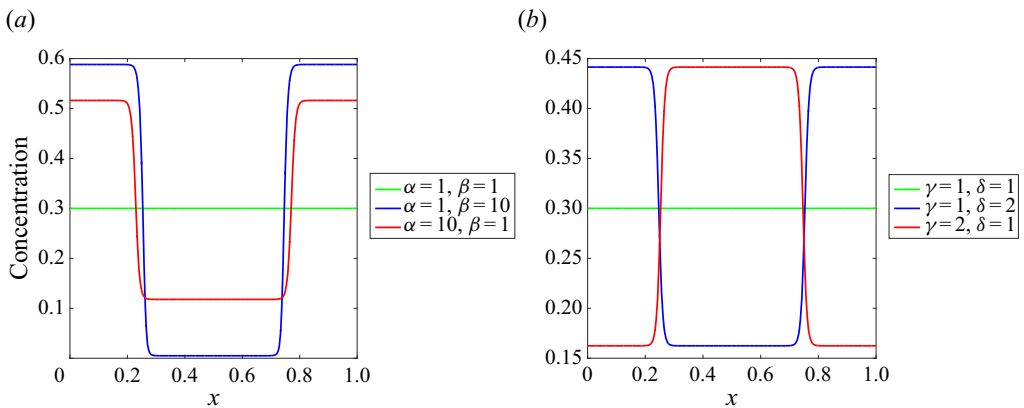 (a)
0.6
0.5
0.4
0.3
0.2
0.1
0
0.2
0.4
0.6
0.8
1.0
Concentration
x
α = 1, β = 1
α = 1, β = 10
α = 10, β = 1
(b)
0.45
0.40
0.35
0.30
0.25
0.20
0.15
0
0.2
0.4
0.6
0.8
1.0
x
γ = 1, δ = 1
γ = 1, δ = 2
γ = 2, δ = 1